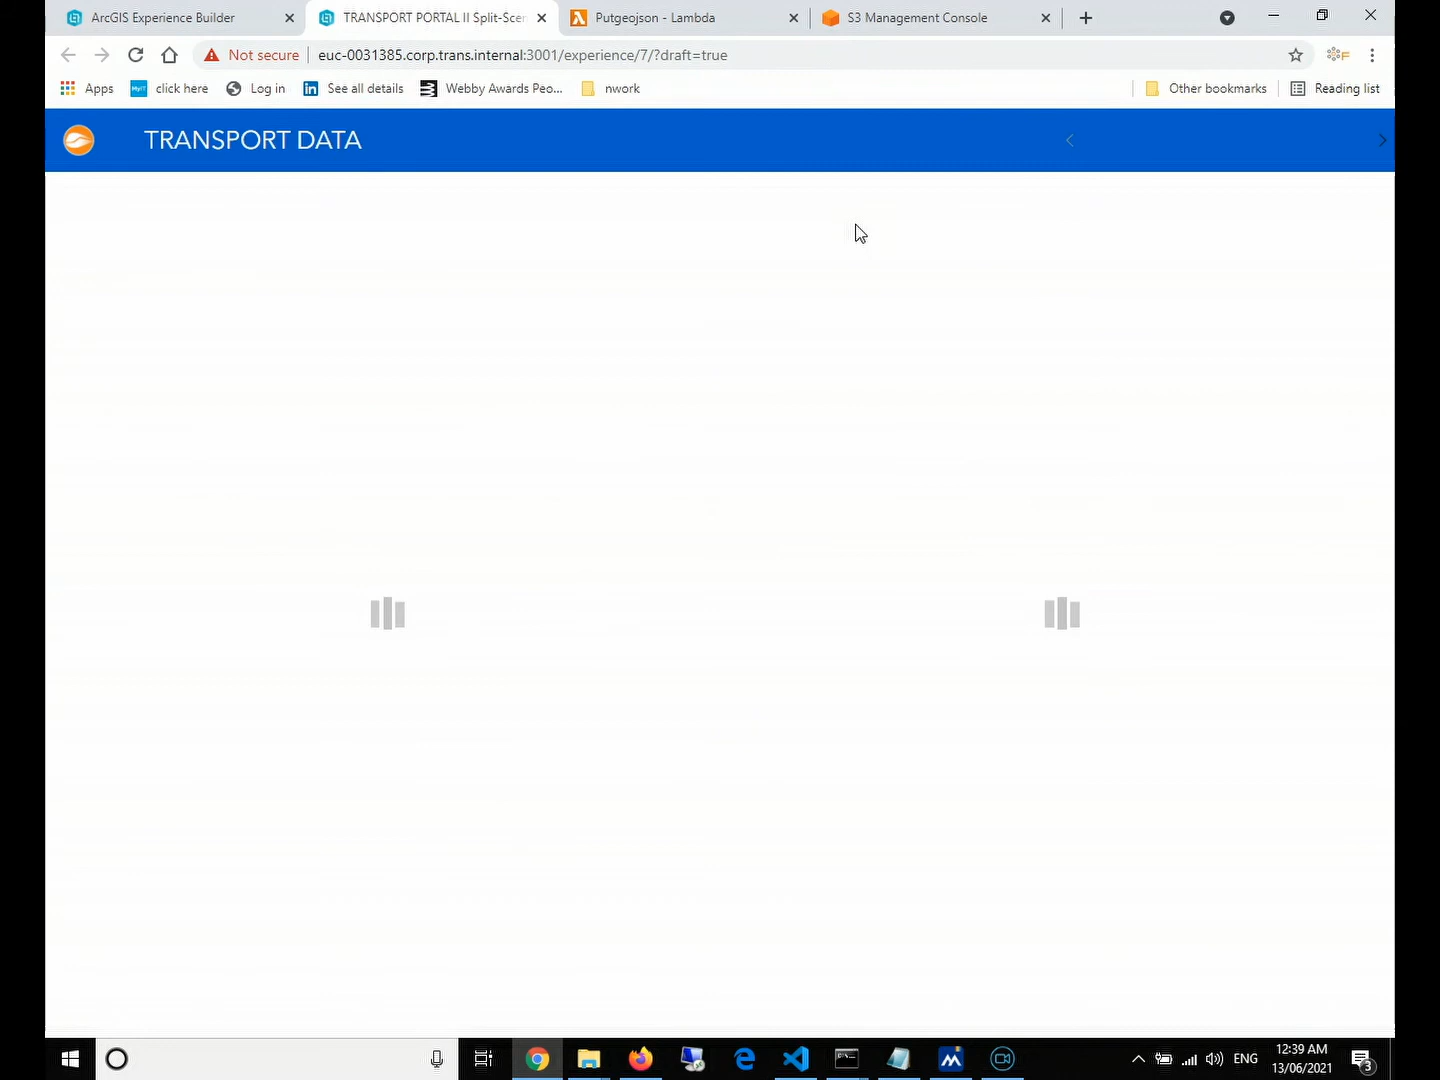 ArcGIS Experience Builder
TRANSPORT PORTAL II Split-Scer
Putgeojson - Lambda
S3 Management Console
Not secure
euc-0031385.corp.trans.internal:3001/experience/7/?draft=true
Apps
click here
Log in
See all details
Webby Awards Peo...
nwork
Other bookmarks
Reading list
TRANSPORT DATA
ENG
12:39 AM
13/06/2021
3